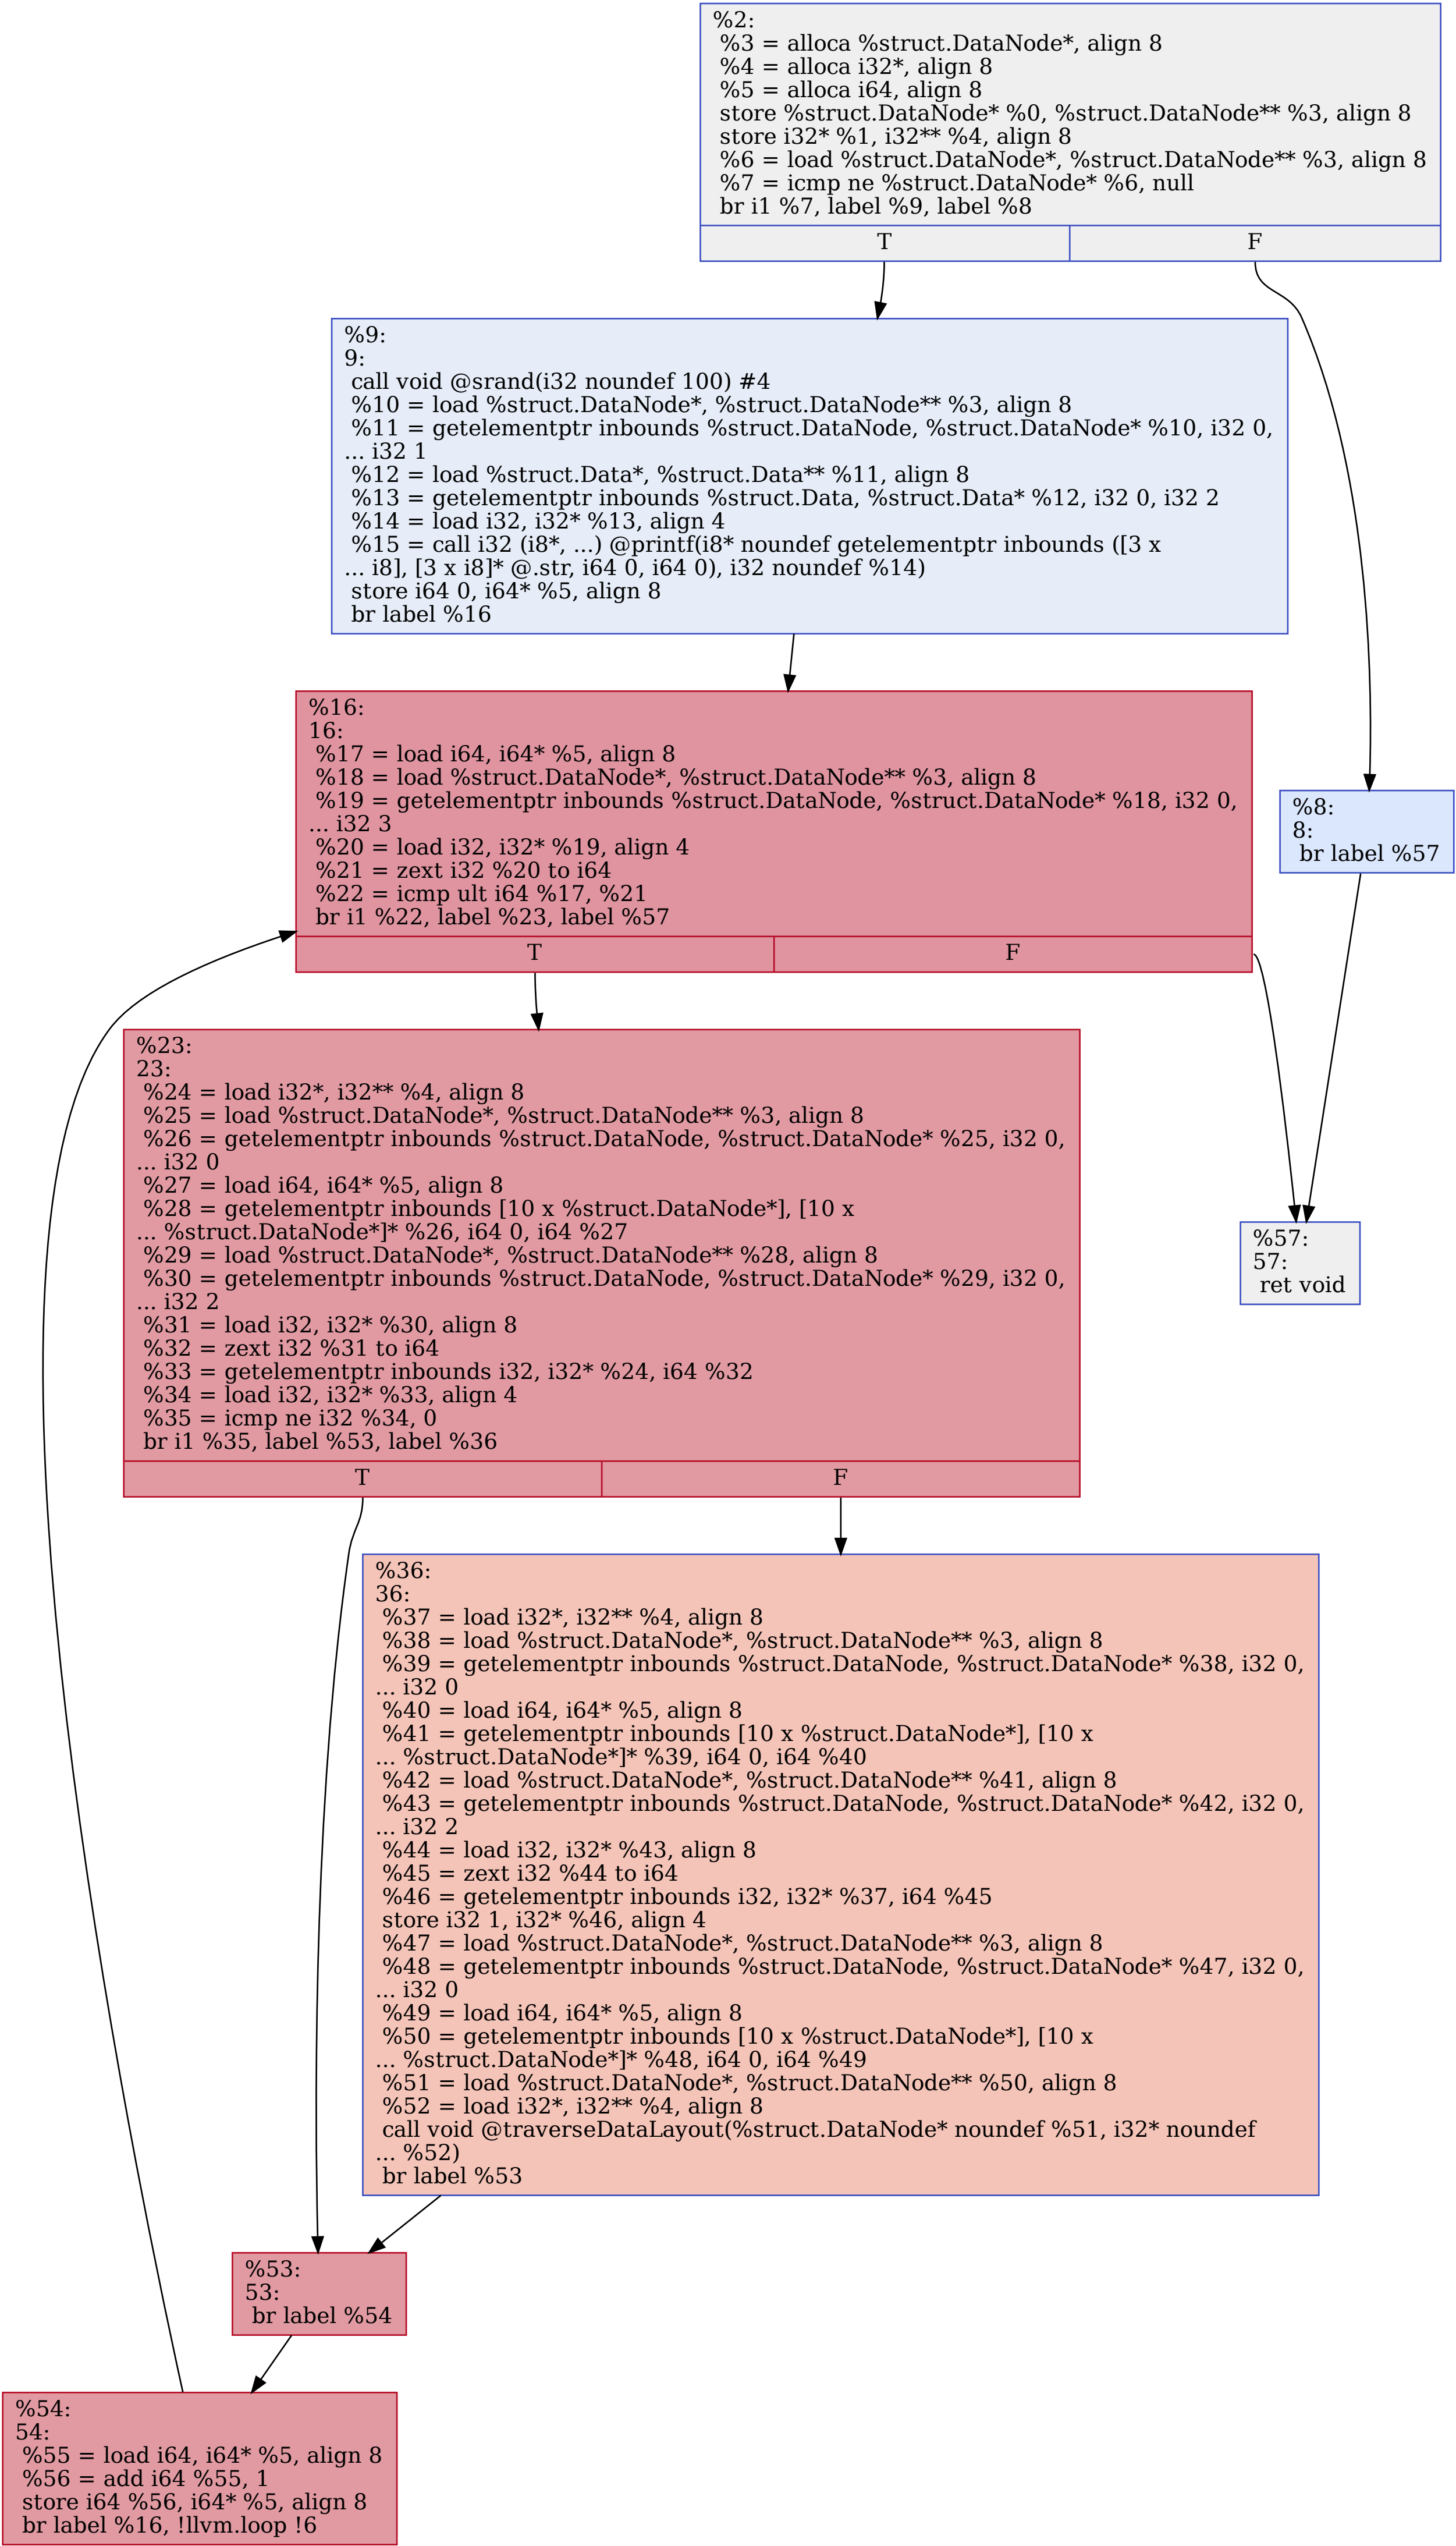 %2:
%3 = alloca %struct.DataNode*, align 8
%4 = alloca i32*, align 8
%5 = alloca i64, align 8
store %struct.DataNode* %0, %struct.DataNode** %3, align 8
store i32* %1, i32** %4, align 8
%6 = load %struct.DataNode*, %struct.DataNode** %3, align 8
%7 = icmp ne %struct.DataNode* %6, null
br i1 %7, label %9, label %8
T F
%9:
9:
call void @srand(i32 noundef 100) #4
%10 = load %struct.DataNode*, %struct.DataNode** %3, align 8
%11 = getelementptr inbounds %struct.DataNode, %struct.DataNode* %10, i32 0,
... i32 1
%12 = load %struct.Data*, %struct.Data** %11, align 8
%13 = getelementptr inbounds %struct.Data, %struct.Data* %12, i32 0, i32 2
%14 = load i32, i32* %13, align 4
%15 = call i32 (i8*, ...) @printf(i8* noundef getelementptr inbounds ([3 x
... i8], [3 x i8]* @.str, i64 0, i64 0), i32 noundef %14)
store i64 0, i64* %5, align 8
br label %16
%16:
16:
%17 = load i64, i64* %5, align 8
%18 = load %struct.DataNode*, %struct.DataNode** %3, align 8
%19 = getelementptr inbounds %struct.DataNode, %struct.DataNode* %18, i32 0,
... i32 3
%20 = load i32, i32* %19, align 4
%21 = zext i32 %20 to i64
%22 = icmp ult i64 %17, %21
br i1 %22, label %23, label %57
T F
%8:
8:
br label %57
%23:
23:
%24 = load i32*, i32** %4, align 8
%25 = load %struct.DataNode*, %struct.DataNode** %3, align 8
%26 = getelementptr inbounds %struct.DataNode, %struct.DataNode* %25, i32 0,
... i32 0
%27 = load i64, i64* %5, align 8
%28 = getelementptr inbounds [10 x %struct.DataNode*], [10 x
... %struct.DataNode*]* %26, i64 0, i64 %27
%29 = load %struct.DataNode*, %struct.DataNode** %28, align 8
%30 = getelementptr inbounds %struct.DataNode, %struct.DataNode* %29, i32 0,
... i32 2
%31 = load i32, i32* %30, align 8
%32 = zext i32 %31 to i64
%33 = getelementptr inbounds i32, i32* %24, i64 %32
%34 = load i32, i32* %33, align 4
%35 = icmp ne i32 %34, 0
br i1 %35, label %53, label %36
T F
%57:
57:
ret void
%36:
36:
%37 = load i32*, i32** %4, align 8
%38 = load %struct.DataNode*, %struct.DataNode** %3, align 8
%39 = getelementptr inbounds %struct.DataNode, %struct.DataNode* %38, i32 0,
... i32 0
%40 = load i64, i64* %5, align 8
%41 = getelementptr inbounds [10 x %struct.DataNode*], [10 x
... %struct.DataNode*]* %39, i64 0, i64 %40
%42 = load %struct.DataNode*, %struct.DataNode** %41, align 8
%43 = getelementptr inbounds %struct.DataNode, %struct.DataNode* %42, i32 0,
... i32 2
%44 = load i32, i32* %43, align 8
%45 = zext i32 %44 to i64
%46 = getelementptr inbounds i32, i32* %37, i64 %45
store i32 1, i32* %46, align 4
%47 = load %struct.DataNode*, %struct.DataNode** %3, align 8
%48 = getelementptr inbounds %struct.DataNode, %struct.DataNode* %47, i32 0,
... i32 0
%49 = load i64, i64* %5, align 8
%50 = getelementptr inbounds [10 x %struct.DataNode*], [10 x
... %struct.DataNode*]* %48, i64 0, i64 %49
%51 = load %struct.DataNode*, %struct.DataNode** %50, align 8
%52 = load i32*, i32** %4, align 8
call void @traverseDataLayout(%struct.DataNode* noundef %51, i32* noundef
... %52)
br label %53
%53:
53:
br label %54
%54:
54:
%55 = load i64, i64* %5, align 8
%56 = add i64 %55, 1
store i64 %56, i64* %5, align 8
br label %16, !llvm.loop !6